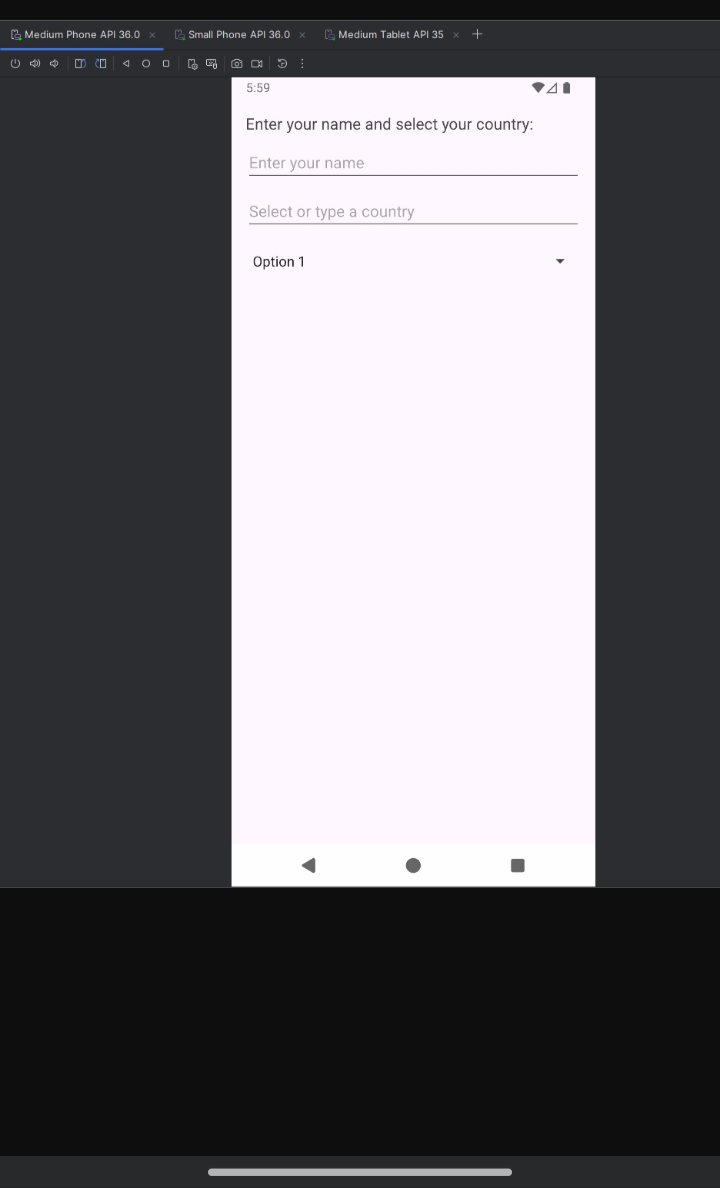 Medium Phone API 36.0 Small Phone API 36.0 Medium Tablet API 35
5:59
Enter your name and select your country:
Enter your name
Select or type a country
Option 1